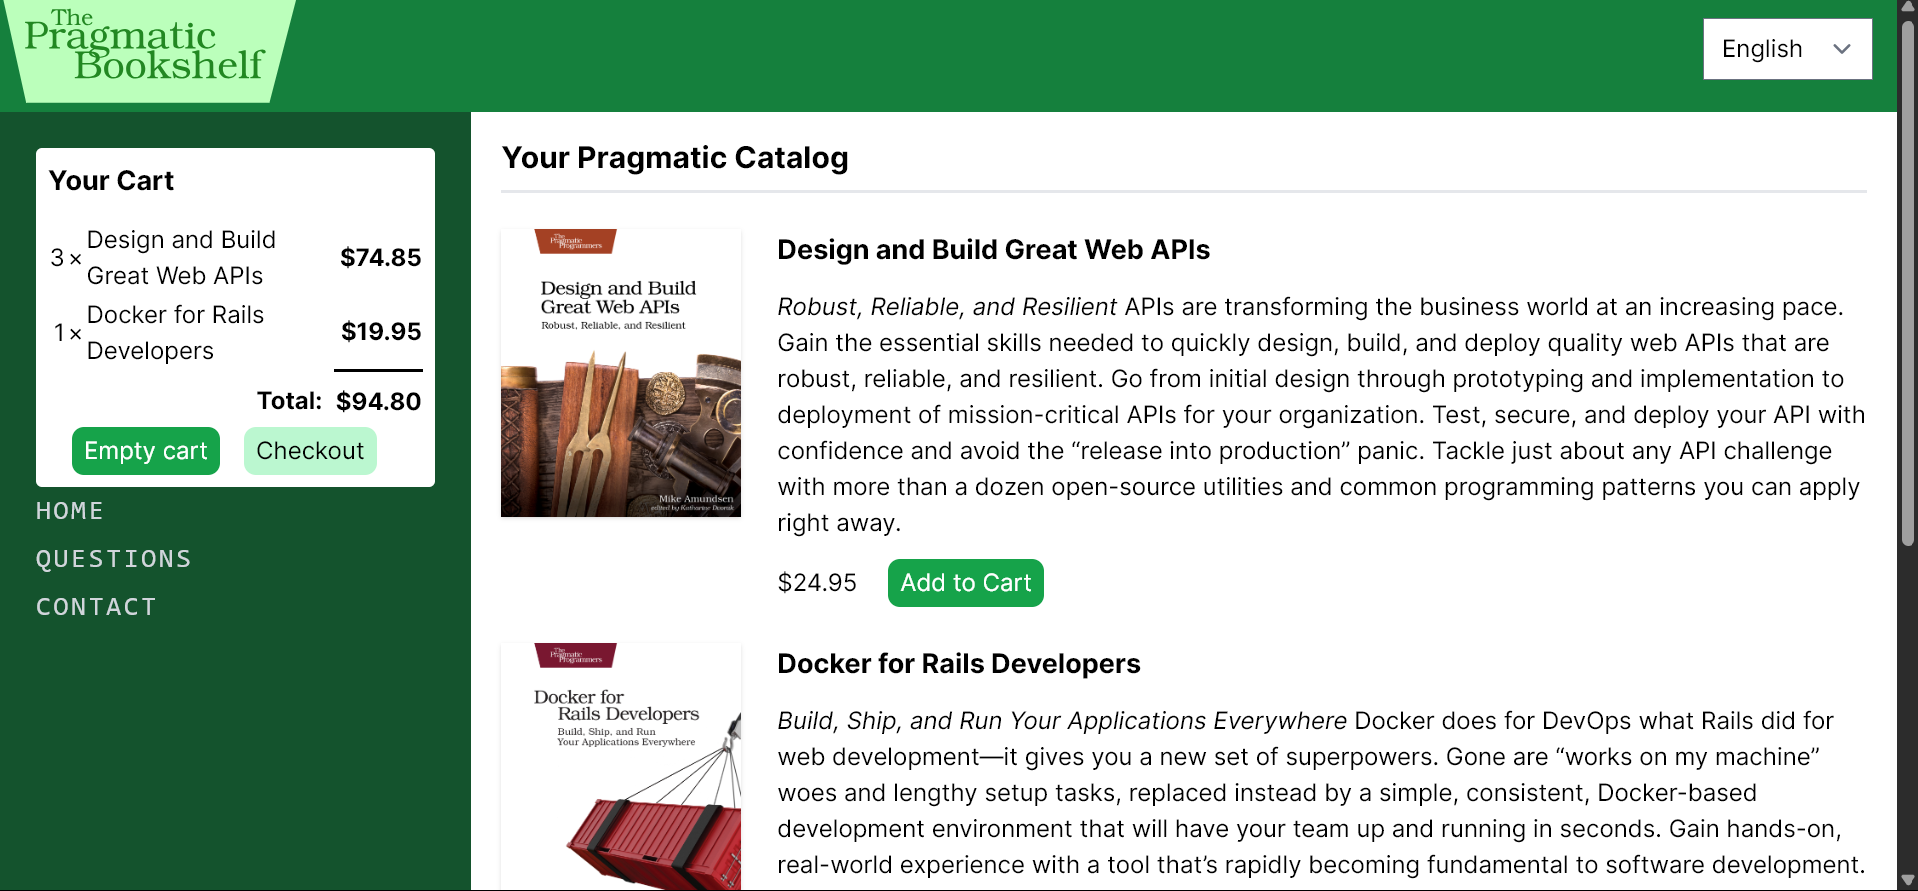 The
Pragmatic
Bookshelf
English
Your Cart
3 ×
Design and Build
Great Web APIs
$74.85
1 ×
Docker for Rails
Developers
$19.95
Total: $94.80
Empty cart
Checkout
HOME
QUESTIONS
CONTACT
Your Pragmatic Catalog
The
Pragmatic
Programmers
Design and Build
Great Web APIs
Robust, Reliable, and Resilient
Mike Amundsen
edited by Katharine Dvorak
Design and Build Great Web APIs
Robust, Reliable, and Resilient APIs are transforming the business world at an increasing pace.
Gain the essential skills needed to quickly design, build, and deploy quality web APIs that are
robust, reliable, and resilient. Go from initial design through prototyping and implementation to
deployment of mission-critical APIs for your organization. Test, secure, and deploy your API with
confidence and avoid the “release into production” panic. Tackle just about any API challenge
with more than a dozen open-source utilities and common programming patterns you can apply
right away.
$24.95
Add to Cart
The
Pragmatic
Programmers
Docker for
Rails Developers
Build, Ship, and Run
Your Applications Everywhere
Docker for Rails Developers
Build, Ship, and Run Your Applications Everywhere Docker does for DevOps what Rails did for
web development—it gives you a new set of superpowers. Gone are “works on my machine”
woes and lengthy setup tasks, replaced instead by a simple, consistent, Docker-based
development environment that will have your team up and running in seconds. Gain hands-on,
real-world experience with a tool that’s rapidly becoming fundamental to software development.